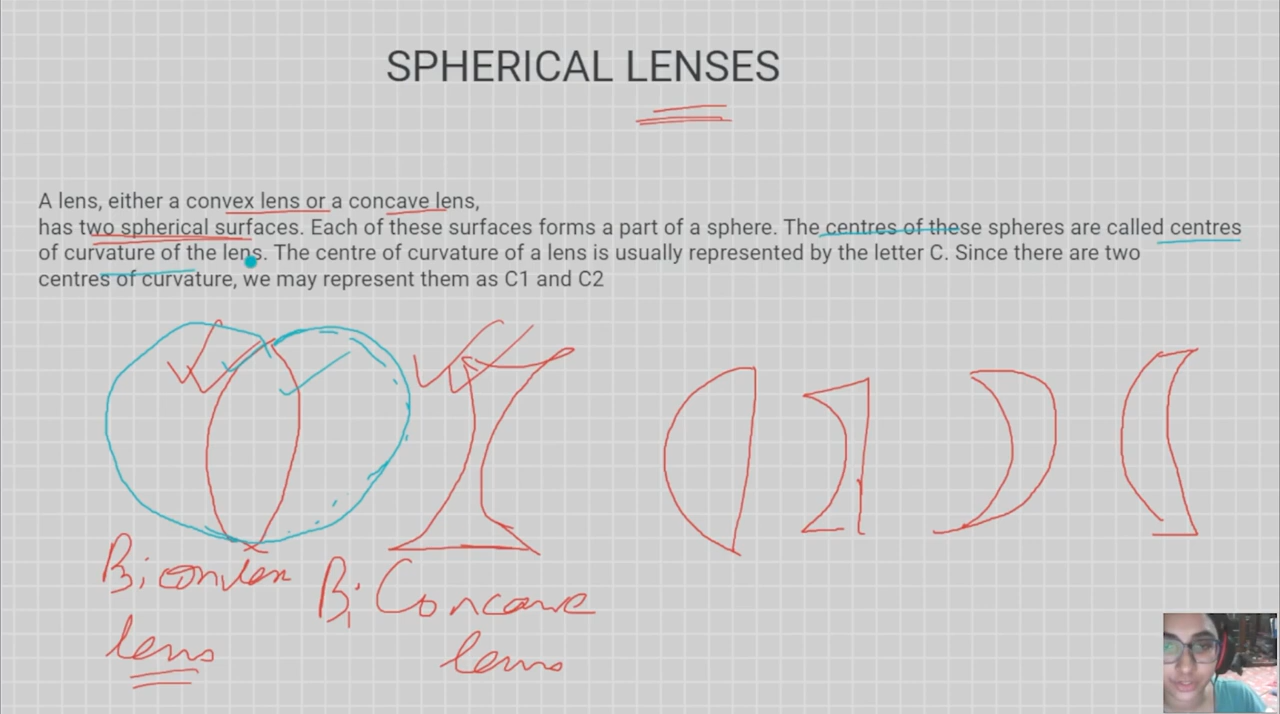 SPHERICAL LENSES
A lens, either a convex lens or a concave lens,
has two spherical surfaces. Each of these surfaces forms a part of a sphere. The centres of these spheres are called centres
of curvature of the lens. The centre of curvature of a lens is usually represented by the letter C. Since there are two
centres of curvature, we may represent them as C1 and C2
Biconvex
lens
Bi Concave
lens